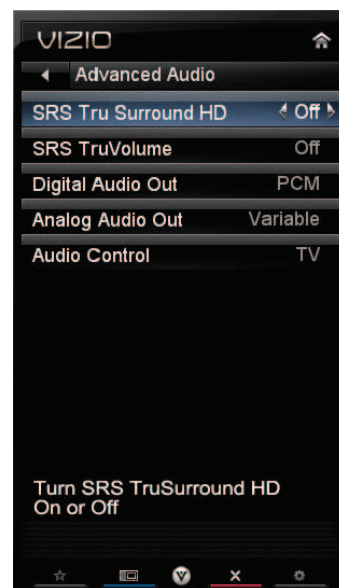 VIZIO
Advanced Audio
SRS Tru Surround HD Off
SRS TruVolume Off
Digital Audio Out PCM
Analog Audio Out Variable
Audio Control TV
Turn SRS TruSurround HD
On or Off
V